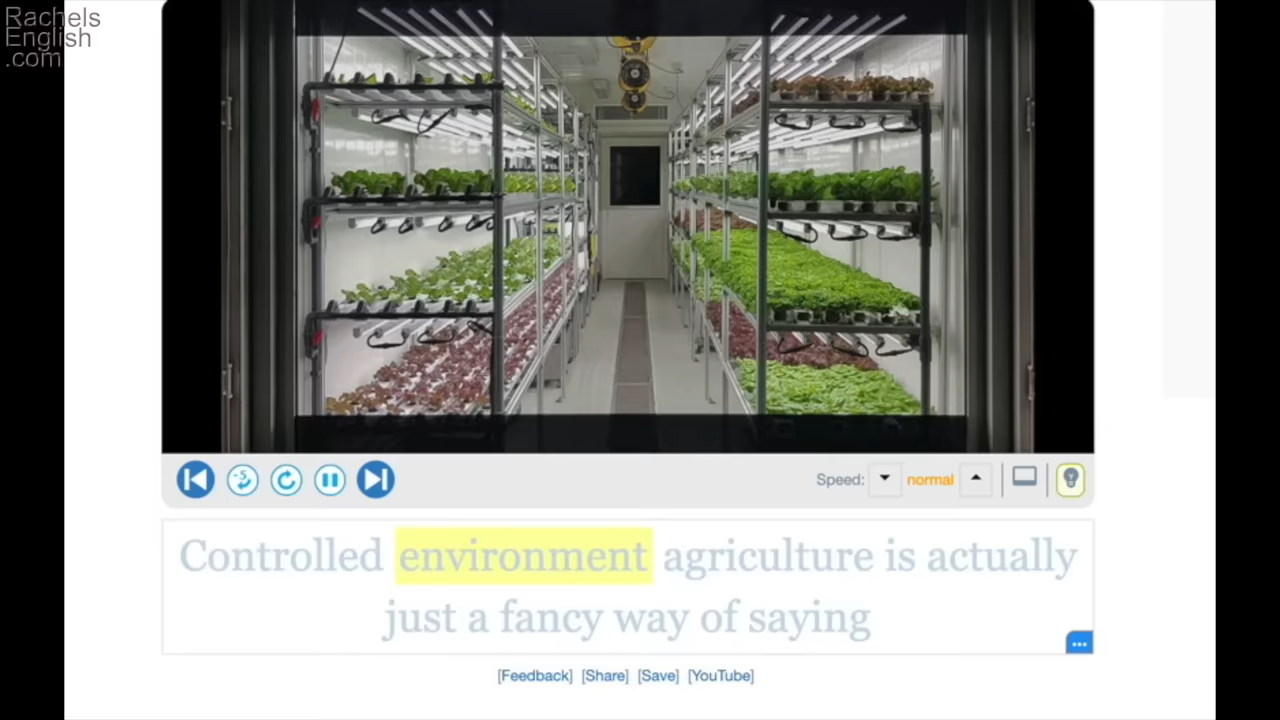 Rachels
English
.com
Speed: normal
Controlled environment agriculture is actually
just a fancy way of saying
[Feedback] [Share] [Save] [YouTube]